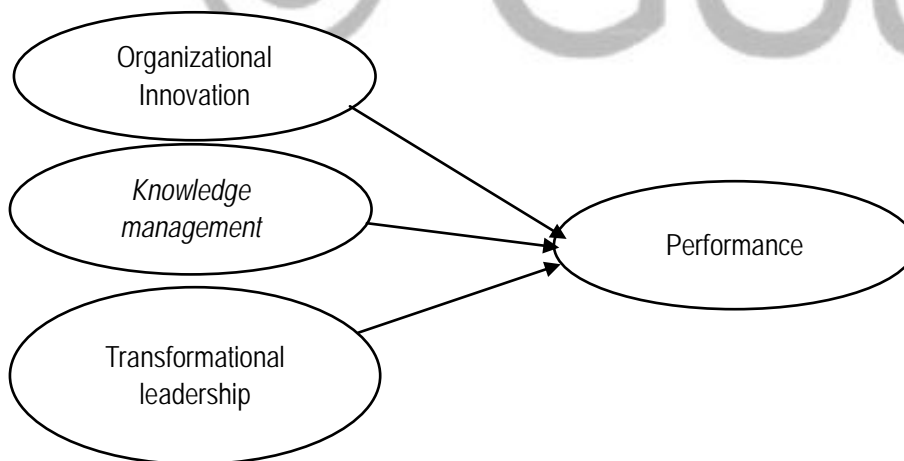 Organizational
Innovation
Knowledge
management
Performance
Transformational
leadership